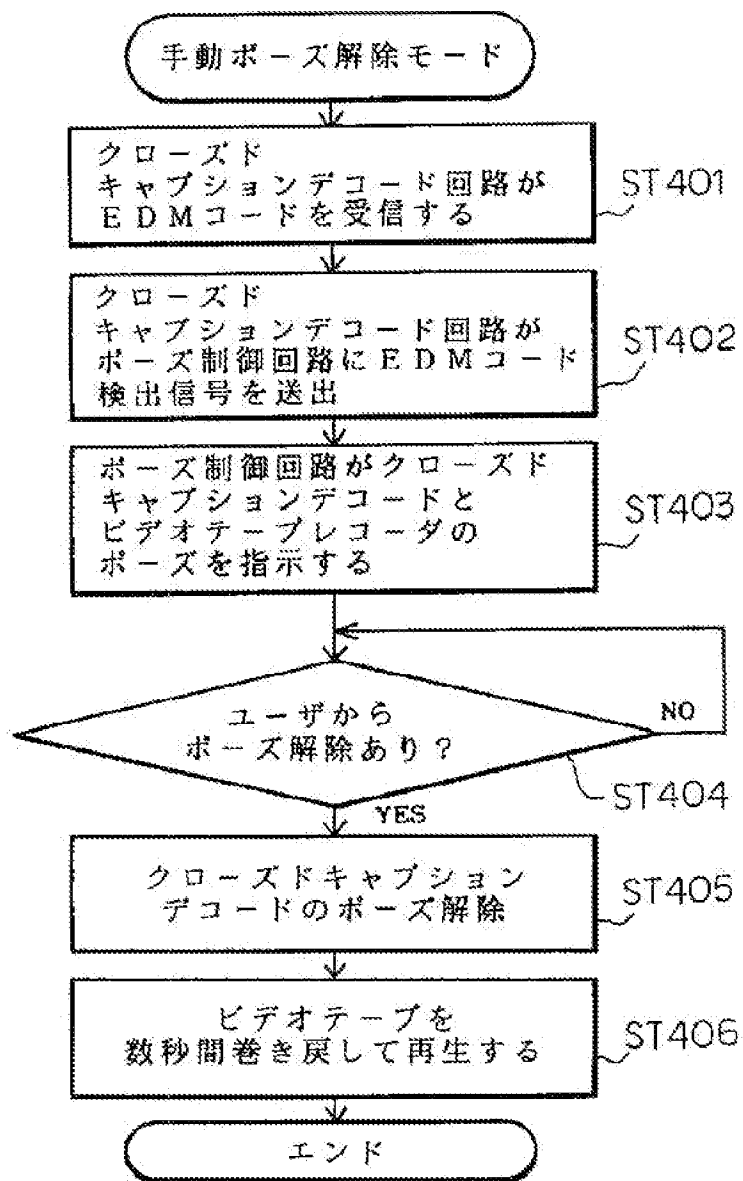 手動ポーズ解除モード
クローズド
キャプションデコード回路が
EDMコードを受信する
ST401
クローズド
キャプションデコード回路が
ポーズ制御回路にEDMコード
検出信号を送出
ST402
ポーズ制御回路がクローズド
キャプションデコードと
ビデオテープレコーダの
ポーズを指示する
ST403
ユーザから
ポーズ解除あり?
NO
ST404
YES
クローズドキャプション
デコードのポーズ解除
ST405
ビデオテープを
数秒間巻き戻して再生する
ST406
エンド